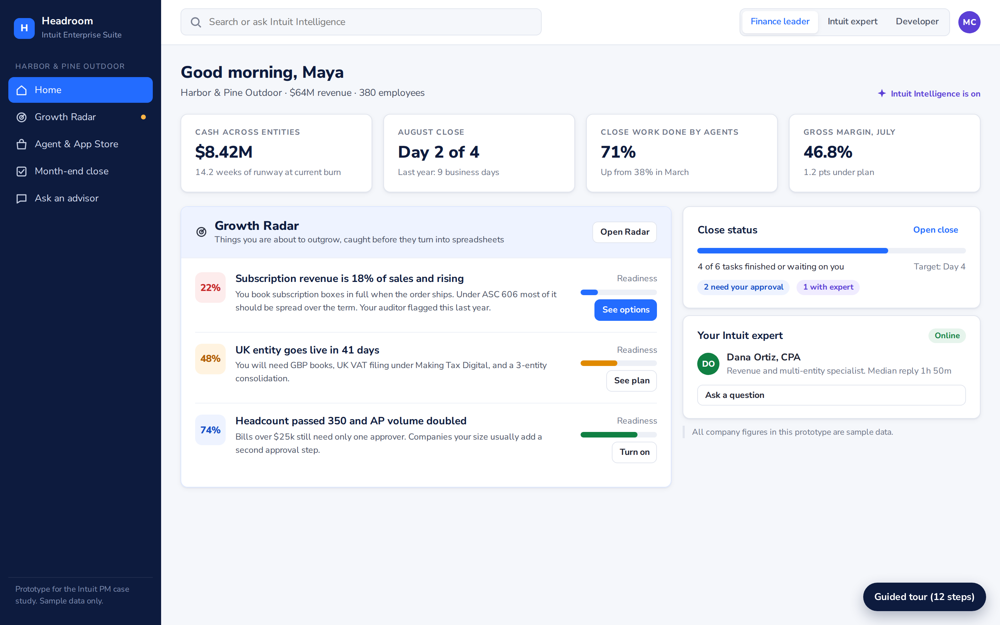 H
Headroom
Intuit Enterprise Suite
HARBOR & PINE OUTDOOR
Home
Growth Radar
Agent & App Store
Month-end close
Ask an advisor
Prototype for the Intuit PM case
study. Sample data only.
Search or ask Intuit Intelligence
Finance leader
Intuit expert
Developer
MC
Good morning, Maya
Harbor & Pine Outdoor · $64M revenue · 380 employees
Intuit Intelligence is on
CASH ACROSS ENTITIES
$8.42M
14.2 weeks of runway at current burn
AUGUST CLOSE
Day 2 of 4
Last year: 9 business days
CLOSE WORK DONE BY AGENTS
71%
Up from 38% in March
GROSS MARGIN, JULY
46.8%
1.2 pts under plan
Growth Radar
Things you are about to outgrow, caught before they turn into spreadsheets
Open Radar
22%
Subscription revenue is 18% of sales and rising
You book subscription boxes in full when the order ships. Under ASC 606 most of it
should be spread over the term. Your auditor flagged this last year.
Readiness
See options
48%
UK entity goes live in 41 days
You will need GBP books, UK VAT filing under Making Tax Digital, and a 3-entity
consolidation.
Readiness
See plan
74%
Headcount passed 350 and AP volume doubled
Bills over $25k still need only one approver. Companies your size usually add a
second approval step.
Readiness
Turn on
Close status
Open close
4 of 6 tasks finished or waiting on you
Target: Day 4
2 need your approval
1 with expert
Your Intuit expert
Online
DO
Dana Ortiz, CPA
Revenue and multi-entity specialist. Median reply 1h 50m
Ask a question
All company figures in this prototype are sample data.
Guided tour (12 steps)